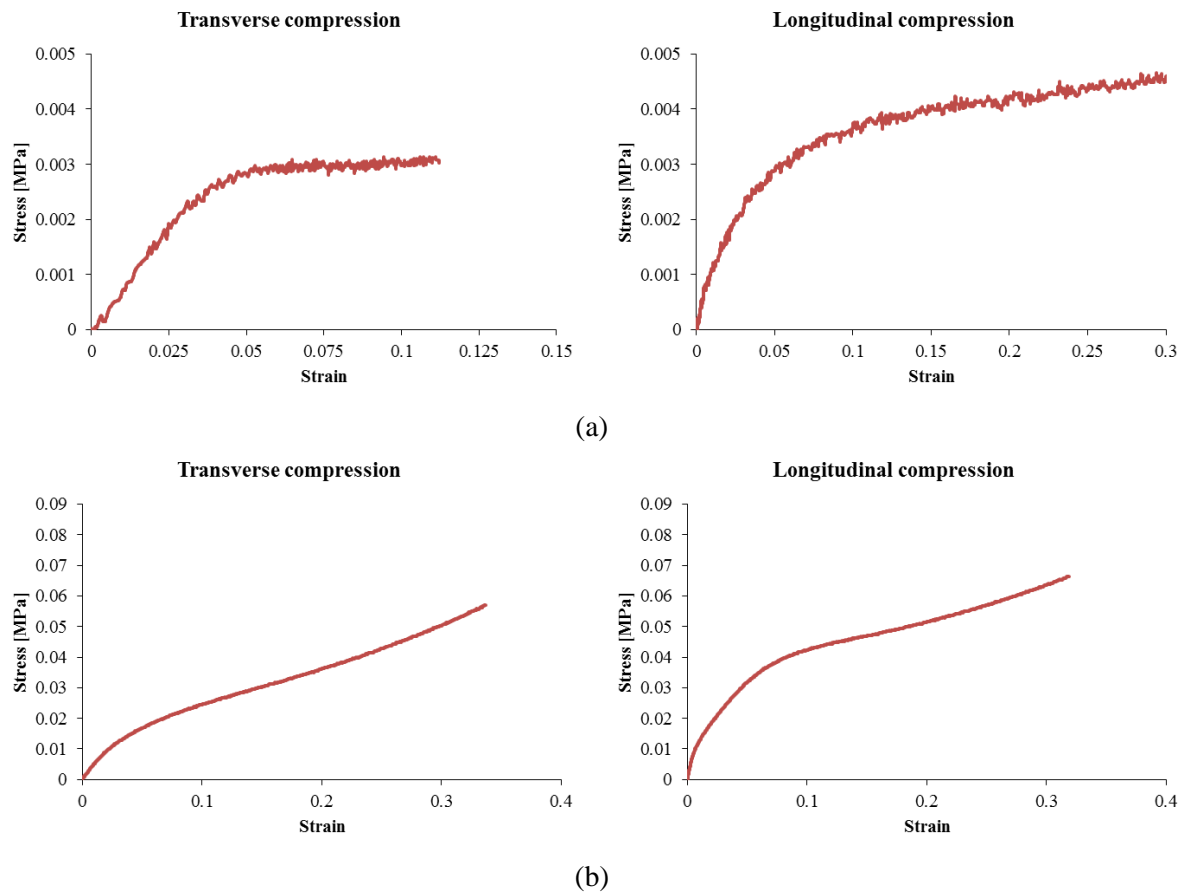 Transverse compression
Longitudinal compression
0.005
0.004
0.003
0.002
0.001
0
Stress [MPa]
0 0.025 0.05 0.075 0.1 0.125 0.15
Strain
0.005
0.004
0.003
0.002
0.001
0
Stress [MPa]
0 0.05 0.1 0.15 0.2 0.25 0.3
Strain
(a)
Transverse compression
Longitudinal compression
0.09
0.08
0.07
0.06
0.05
0.04
0.03
0.02
0.01
0
Stress [MPa]
0 0.1 0.2 0.3 0.4
Strain
0.09
0.08
0.07
0.06
0.05
0.04
0.03
0.02
0.01
0
Stress [MPa]
0 0.1 0.2 0.3 0.4
Strain
(b)